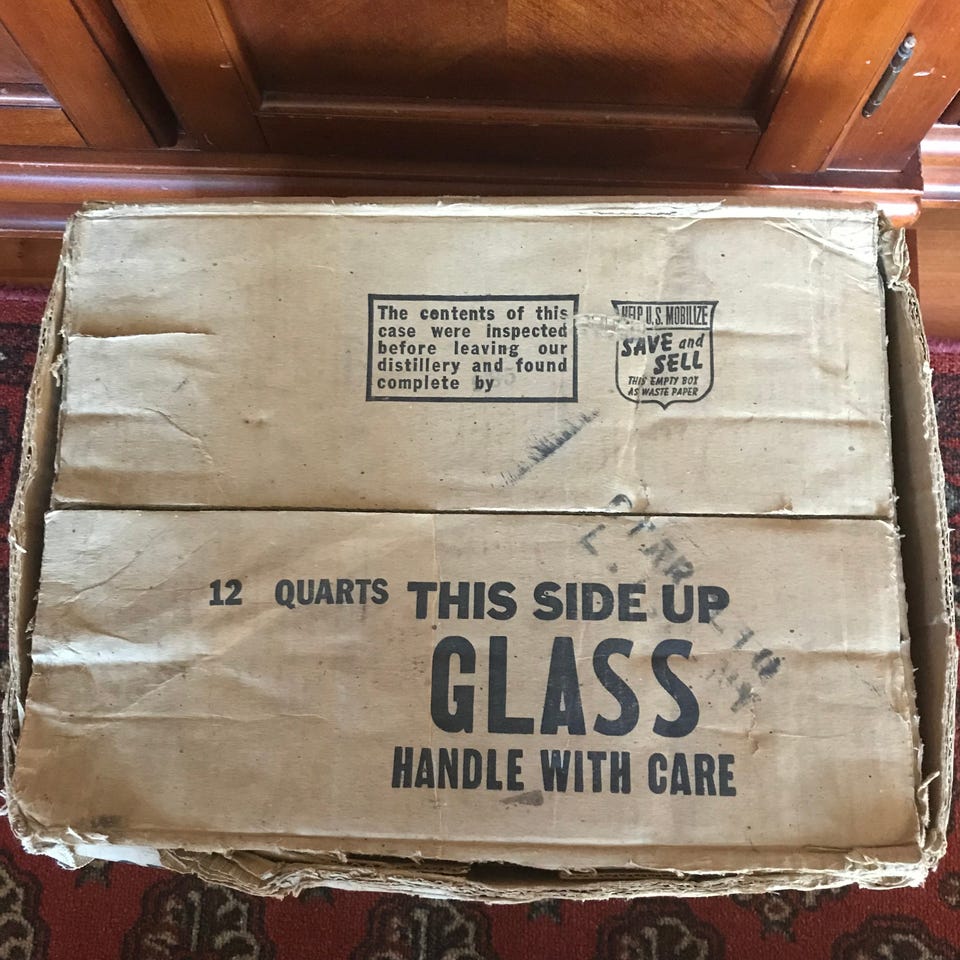 The contents of this
case were inspected
before leaving our
distillery and found
complete by
HELP U.S. MOBILIZE
SAVE and
SELL
THIS EMPTY BOX
AS WASTE PAPER
12 QUARTS THIS SIDE UP
GLASS
HANDLE WITH CARE